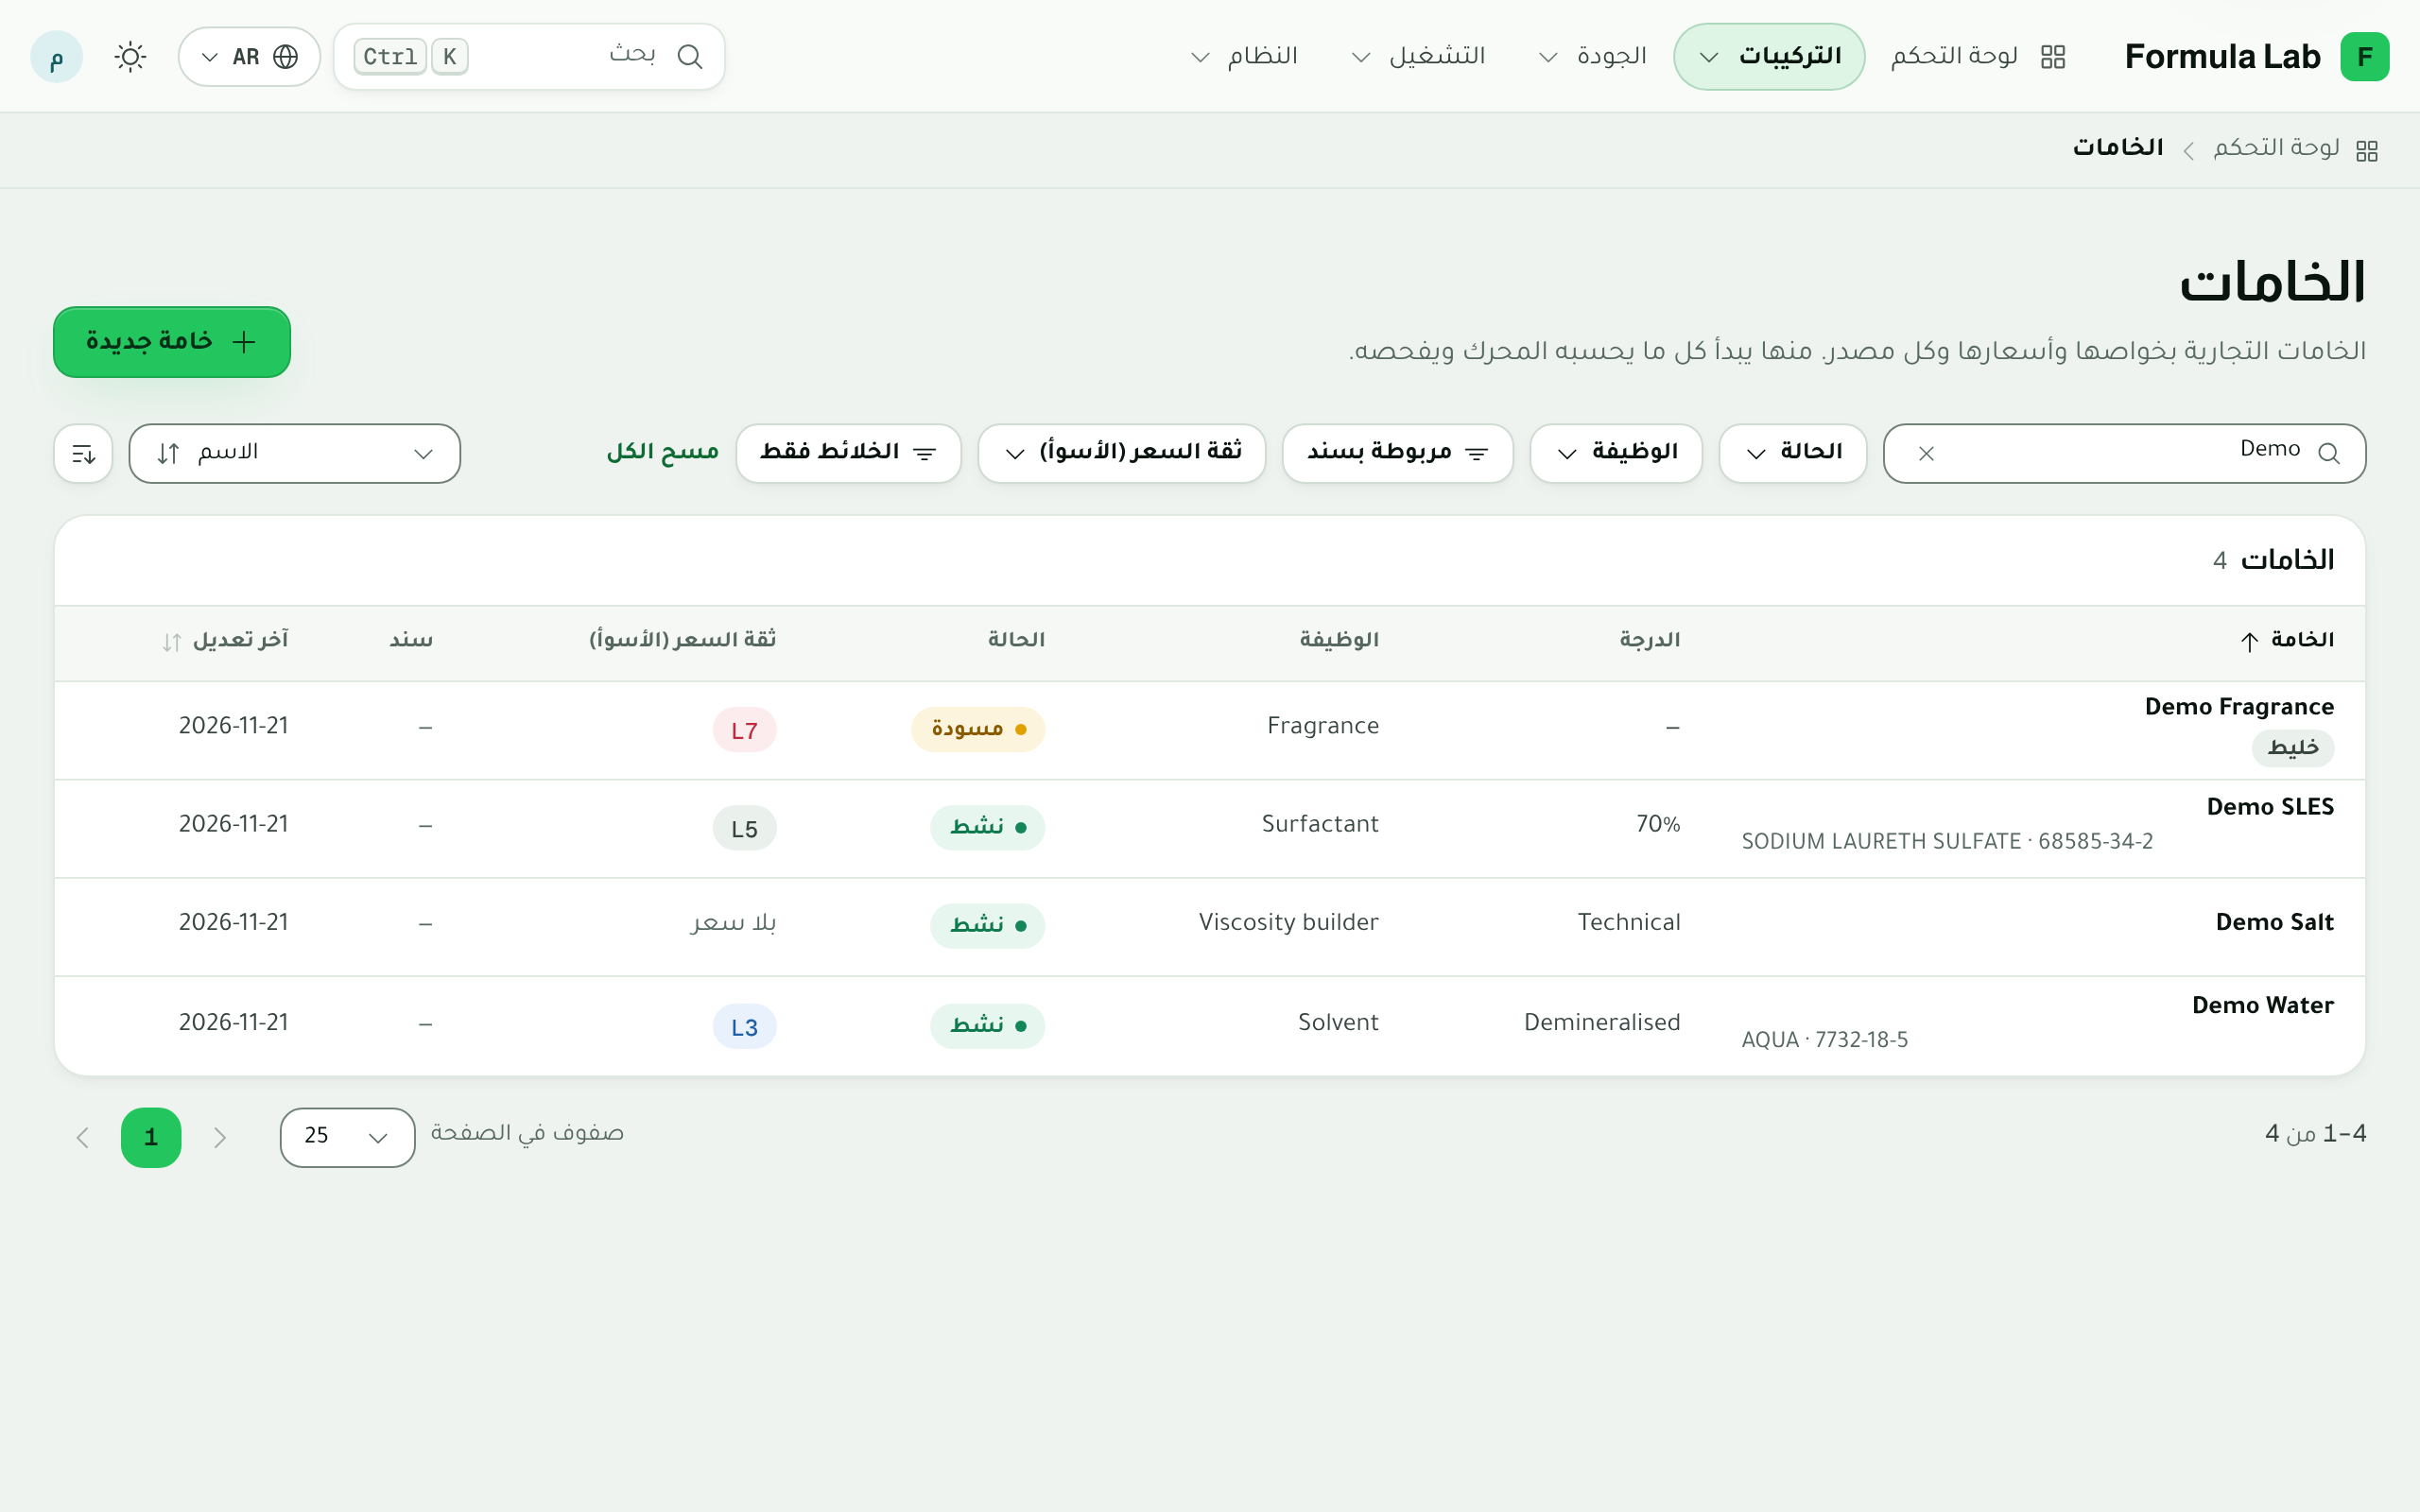 F Formula Lab لوحة التحكم التركيبات الجودة التشغيل النظام بحث Ctrl K AR م
لوحة التحكم الخامات
الخامات
الخامات التجارية بخواصها وأسعارها وكل مصدر. منها يبدأ كل ما يحسبه المحرك ويفحصه.
خامة جديدة
Demo الحالة الوظيفة مربوطة بسند ثقة السعر (الأسوأ) الخلائط فقط مسح الكل الاسم
الخامات 4
الخامة الدرجة الوظيفة الحالة ثقة السعر (الأسوأ) سند آخر تعديل
Demo Fragrance
خليط
– Fragrance مسودة L7 – 2026-11-21
Demo SLES
SODIUM LAURETH SULFATE · 68585-34-2
70% Surfactant نشط L5 – 2026-11-21
Demo Salt Technical Viscosity builder نشط بلا سعر – 2026-11-21
Demo Water
AQUA · 7732-18-5
Demineralised Solvent نشط L3 – 2026-11-21
1–4 من 4 صفوف في الصفحة 25 1